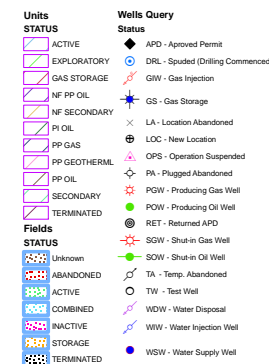 Units
STATUS
ACTIVE
EXPLORATORY
GAS STORAGE
NF PP OIL
NF SECONDARY
PI OIL
PP GAS
PP GEOTHERML
PP OIL
SECONDARY
TERMINATED
Fields
STATUS
Unknown
ABANDONED
ACTIVE
COMBINED
INACTIVE
STORAGE
TERMINATED
Wells Query
Status
APD - Aproved Permit
DRL - Spuded (Drilling Commenced
GIW - Gas Injection
GS - Gas Storage
LA - Location Abandoned
LOC - New Location
OPS - Operation Suspended
PA - Plugged Abandoned
PGW - Producing Gas Well
POW - Producing Oil Well
RET - Returned APD
SGW - Shut-in Gas Well
SOW - Shut-in Oil Well
TA - Temp. Abandoned
TW - Test Well
WDW - Water Disposal
WIW - Water Injection Well
WSW - Water Supply Well